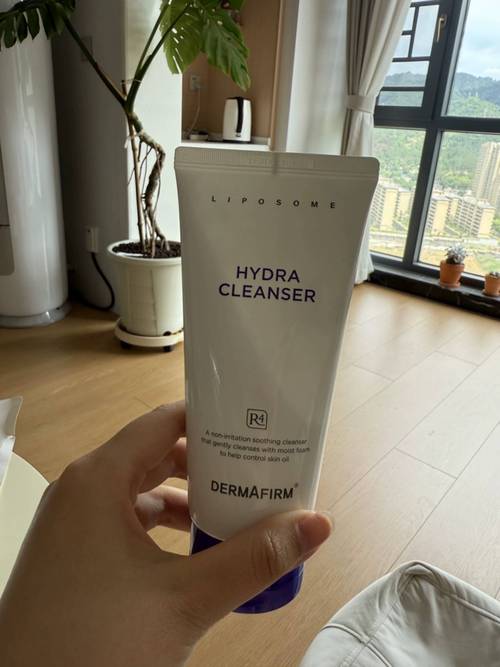 LIPOSOME
HYDRA
CLEANSER
R4
A non-irritation soothing cleanser
that gently cleanses with moist foam
to help control skin oil
DERMAFIRM®